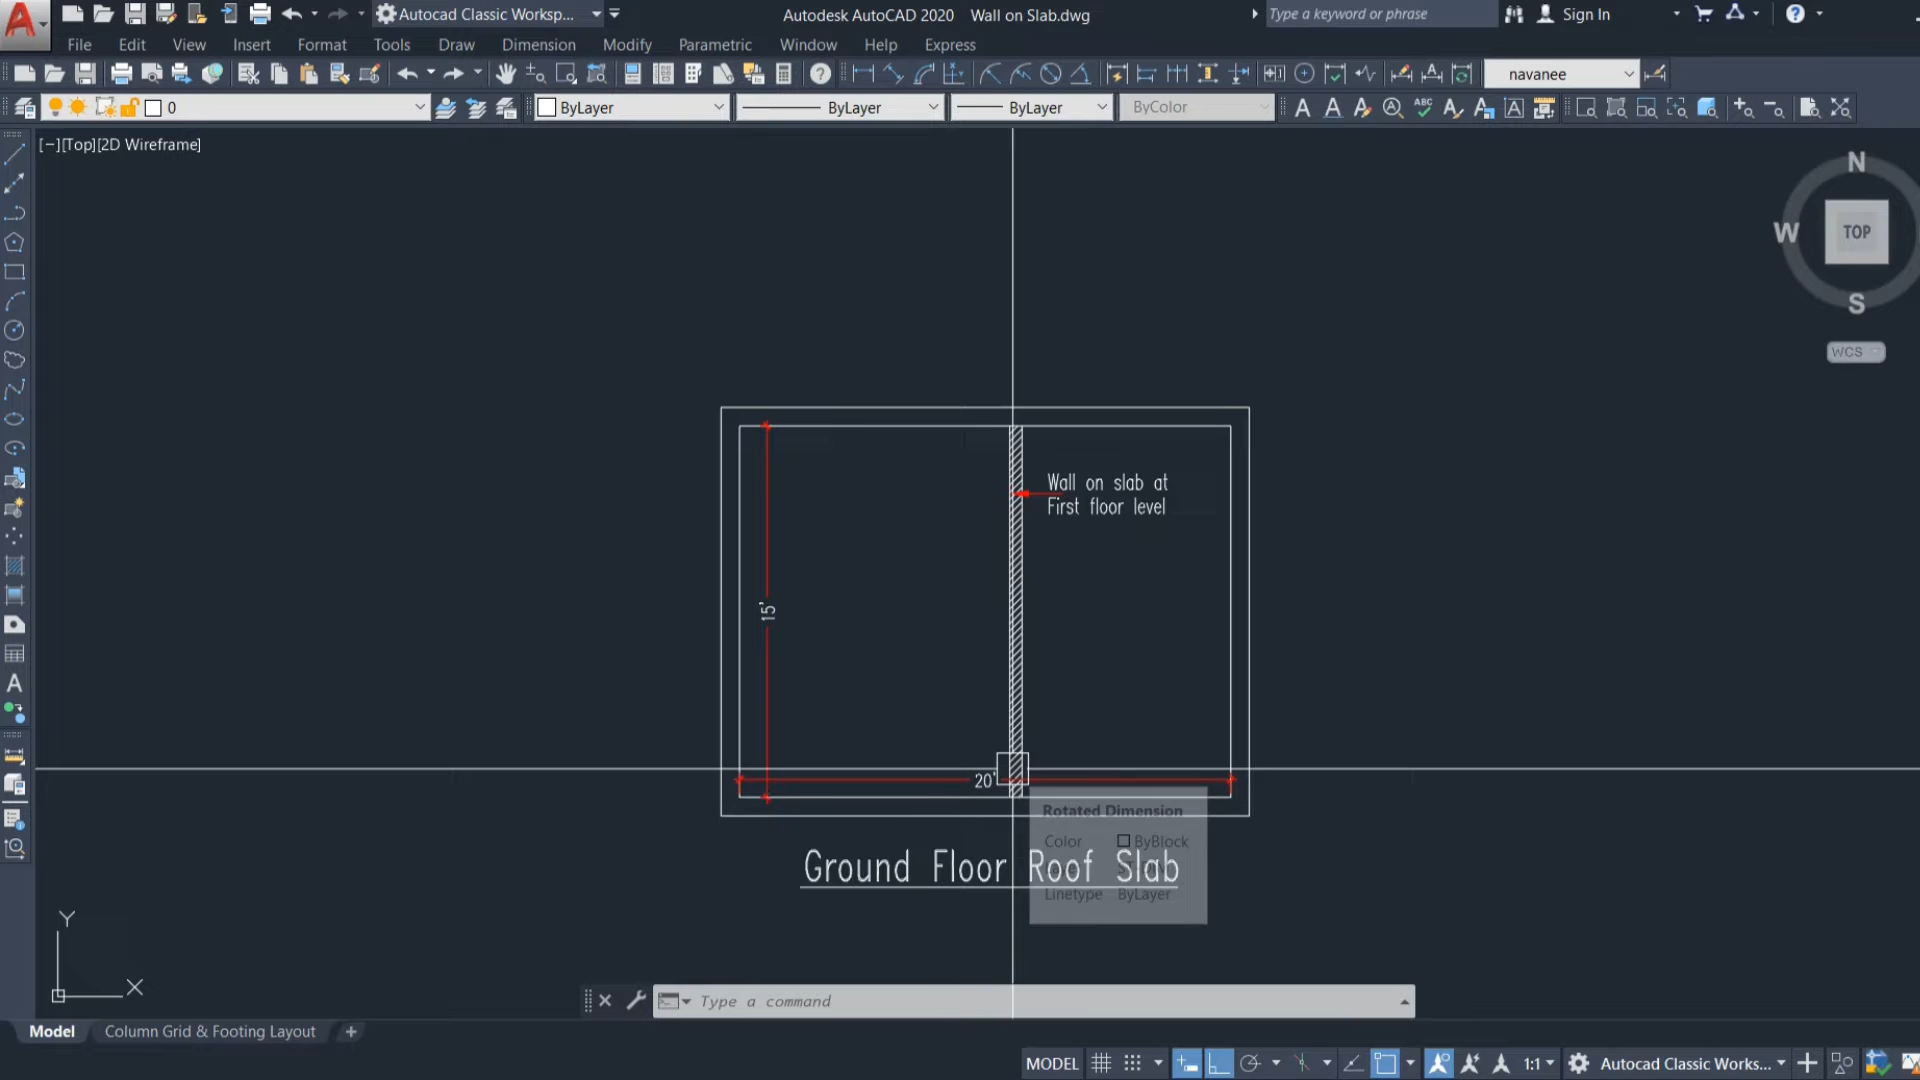 Autocad Classic Worksp...
Autodesk AutoCAD 2020 Wall on Slab.dwg
Type a keyword or phrase
Sign In
File Edit View Insert Format Tools Draw Dimension Modify Parametric Window Help Express
navanee
0
ByLayer
ByLayer
ByLayer
ByColor
[−][Top][2D Wireframe]
N
W
TOP
S
WCS
Wall on slab at
First floor level
15'
20'
Rotated Dimension
Color ByBlock
Linetype ByLayer
Ground Floor Roof Slab
Y
X
Type a command
Model
Column Grid & Footing Layout
MODEL
1:1
Autocad Classic Works...